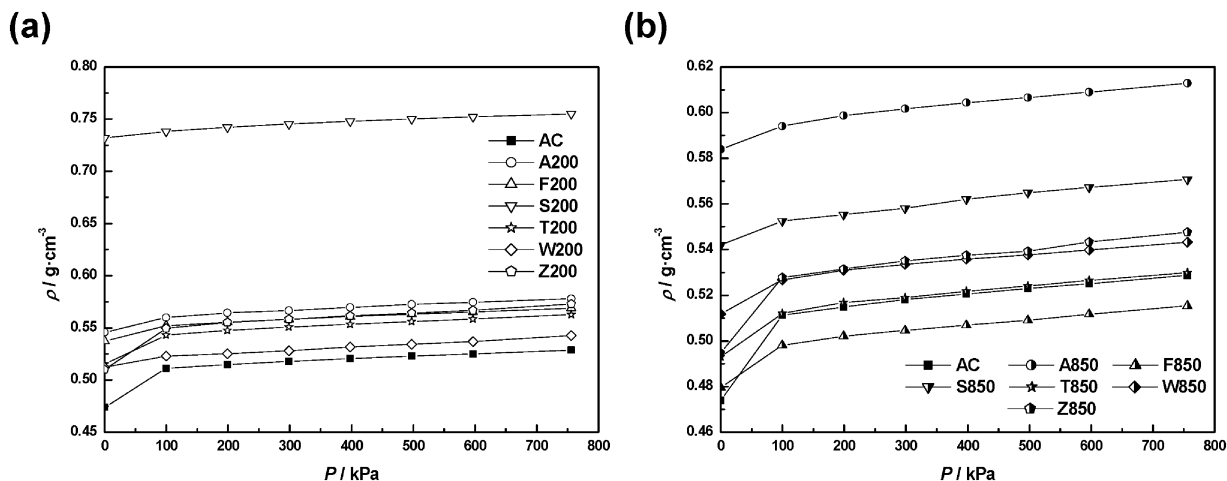 (a)
0.80
0.75
0.70
0.65
0.60
0.55
0.50
0.45
ρ / g·cm-3
0 100 200 300 400 500 600 700 800
P / kPa
AC
A200
F200
S200
T200
W200
Z200
(b)
0.62
0.60
0.58
0.56
0.54
0.52
0.50
0.48
0.46
ρ / g·cm-3
0 100 200 300 400 500 600 700 800
P / kPa
AC A850 F850
S850 T850 W850
Z850